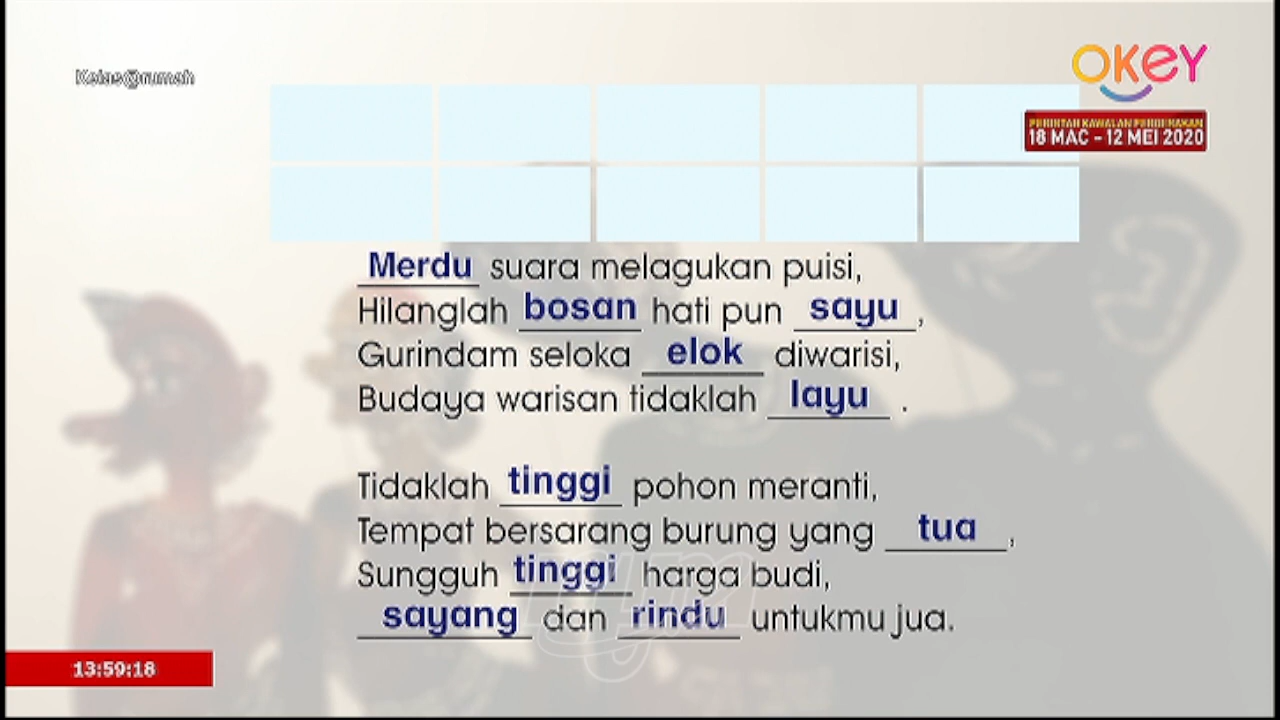 Kelas@rumah
OKEY
PERINTAH KAWALAN PERGERAKAN
18 MAC - 12 MEI 2020
Merdu suara melagukan puisi,
Hilanglah bosan hati pun sayu,
Gurindam seloka elok diwarisi,
Budaya warisan tidaklah layu.
Tidaklah tinggi pohon meranti,
Tempat bersarang burung yang tua,
Sungguh tinggi harga budi,
sayang dan rindu untukmu jua.
13:59:18